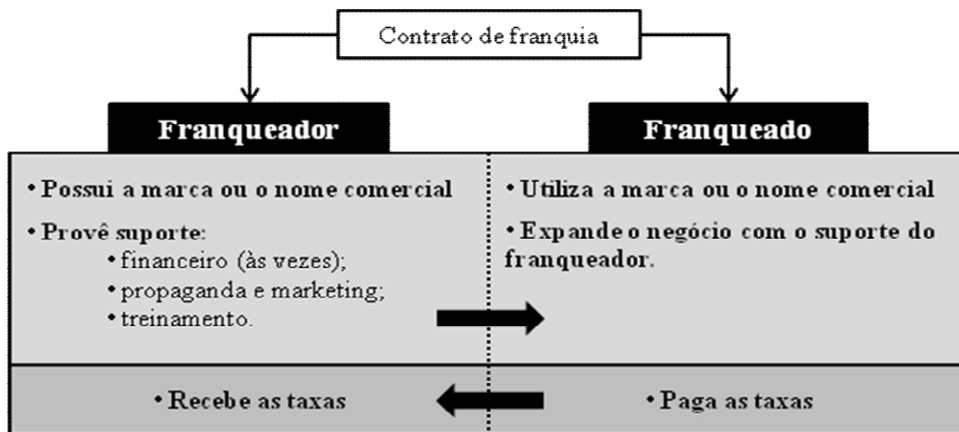 Contrato de franquia
Franqueador
Franqueado
• Possui a marca ou o nome comercial
• Provê suporte:
• financeiro (às vezes);
• propaganda e marketing;
• treinamento.
• Utiliza a marca ou o nome comercial
• Expande o negócio com o suporte do
franqueador.
• Recebe as taxas
• Paga as taxas